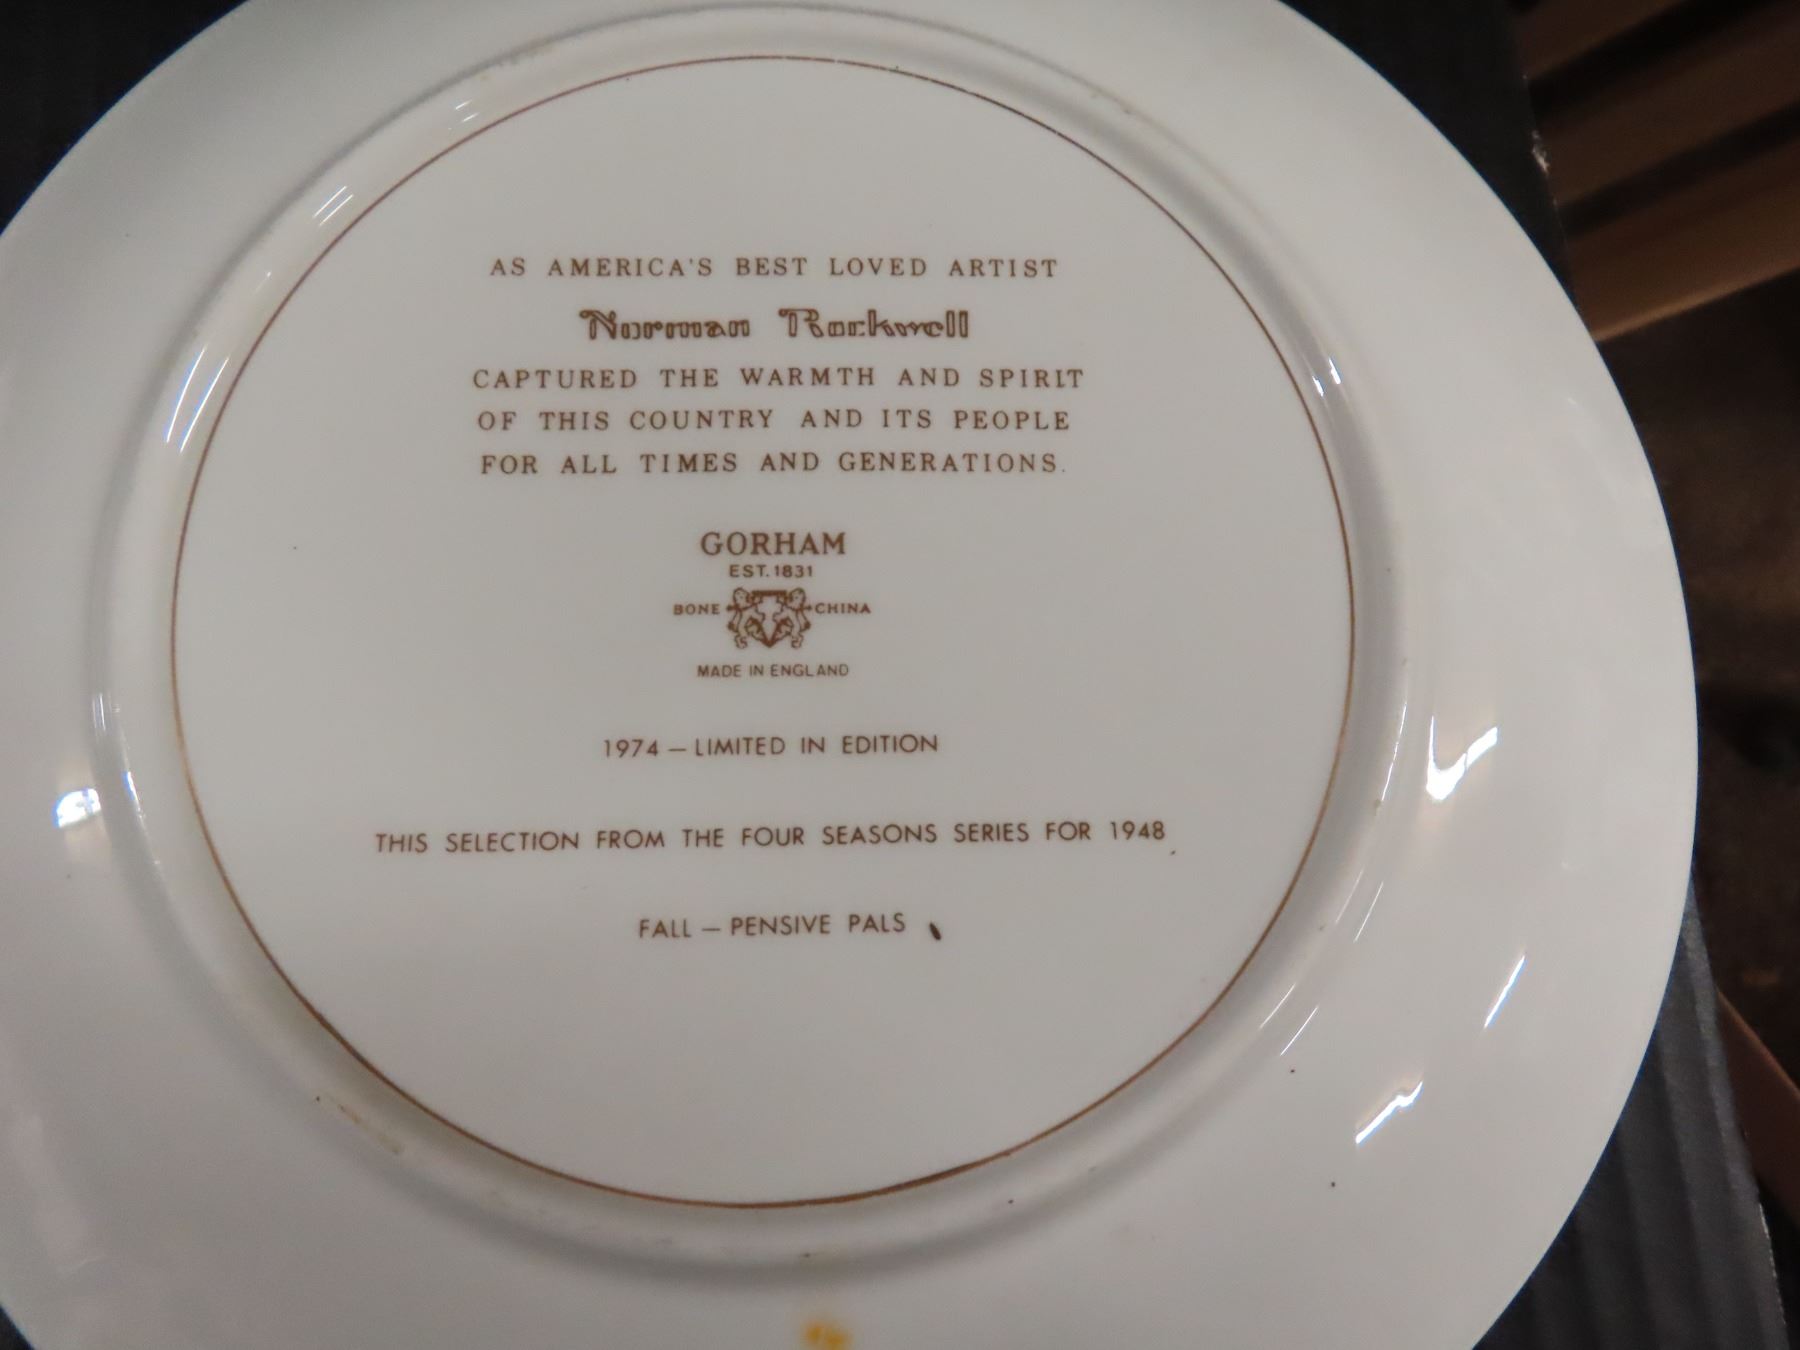 AS AMERICA'S BEST LOVED ARTIST
Norman Rockwell
CAPTURED THE WARMTH AND SPIRIT
OF THIS COUNTRY AND ITS PEOPLE
FOR ALL TIMES AND GENERATIONS.
GORHAM
EST. 1831
BONE CHINA
MADE IN ENGLAND
1974 — LIMITED IN EDITION
THIS SELECTION FROM THE FOUR SEASONS SERIES FOR 1948
FALL — PENSIVE PALS